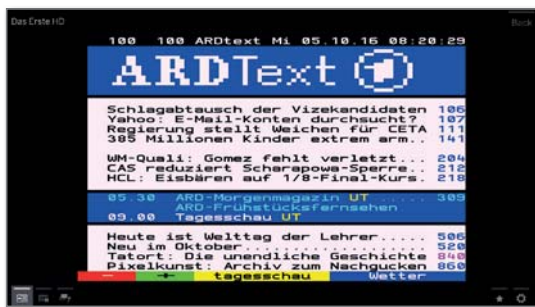 Das Erste HD
Back
100 100 ARDtext Mi 05.10.16 08:20:29
ARDText
Schlagabtausch der Vizekandidaten 106
Yahoo: E-Mail-Konten durchsucht? 107
Regierung stellt Weichen für CETA 111
385 Millionen Kinder extrem arm.. 141
WM-Quali: Gomez fehlt verletzt... 204
CAS reduziert Scharapowa-Sperre.. 212
HCL: Eisbären auf 1/8-Final-Kurs. 218
05.30 ARD-Morgenmagazin UT ..... 309
ARD-Frühstücksfernsehen
09.00 Tagesschau UT
Heute ist Welttag der Lehrer..... 506
Neu im Oktober................... 520
Tatort: Die unendliche Geschichte 840
Pixelkunst: Archiv zum Nachgucken 860
- + tagesschau Wetter